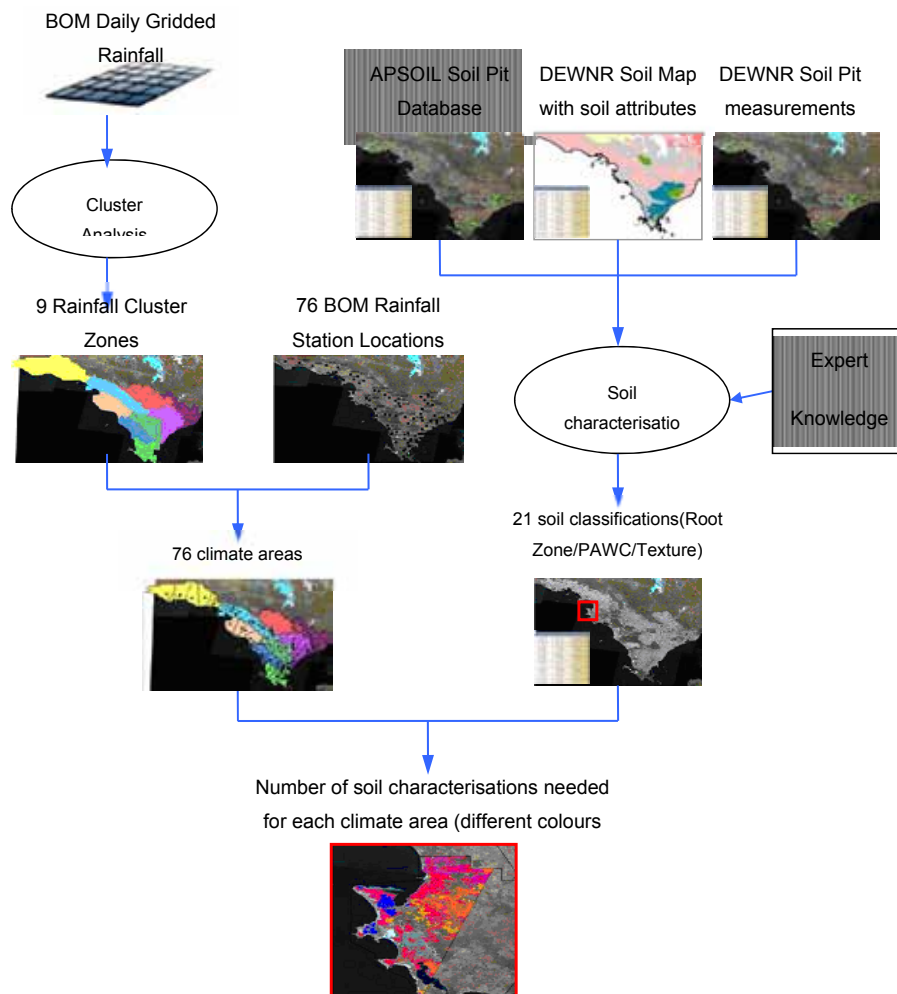 BOM Daily Gridded
Rainfall
APSOIL Soil Pit
Database
DEWNR Soil Map
with soil attributes
DEWNR Soil Pit
measurements
Cluster
Analysis
9 Rainfall Cluster
Zones
76 BOM Rainfall
Station Locations
Soil
characterisatio
Expert
Knowledge
21 soil classifications(Root
Zone/PAWC/Texture)
76 climate areas
Number of soil characterisations needed
for each climate area (different colours